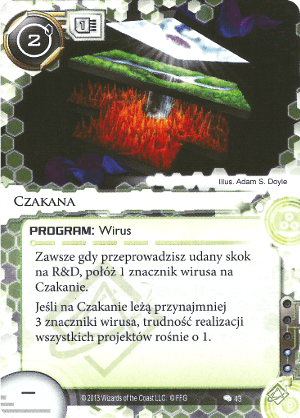 2
1
Illus. Adam S. Doyle
Czakana
PROGRAM: Wirus
Zawsze gdy przeprowadzisz udany skok
na R&D, połóż 1 znacznik wirusa na
Czakanie.
Jeśli na Czakanie leżą przynajmniej
3 znaczniki wirusa, trudność realizacji
wszystkich projektów rośnie o 1.
–
© 2013 Wizards of the Coast LLC. © FFG
43